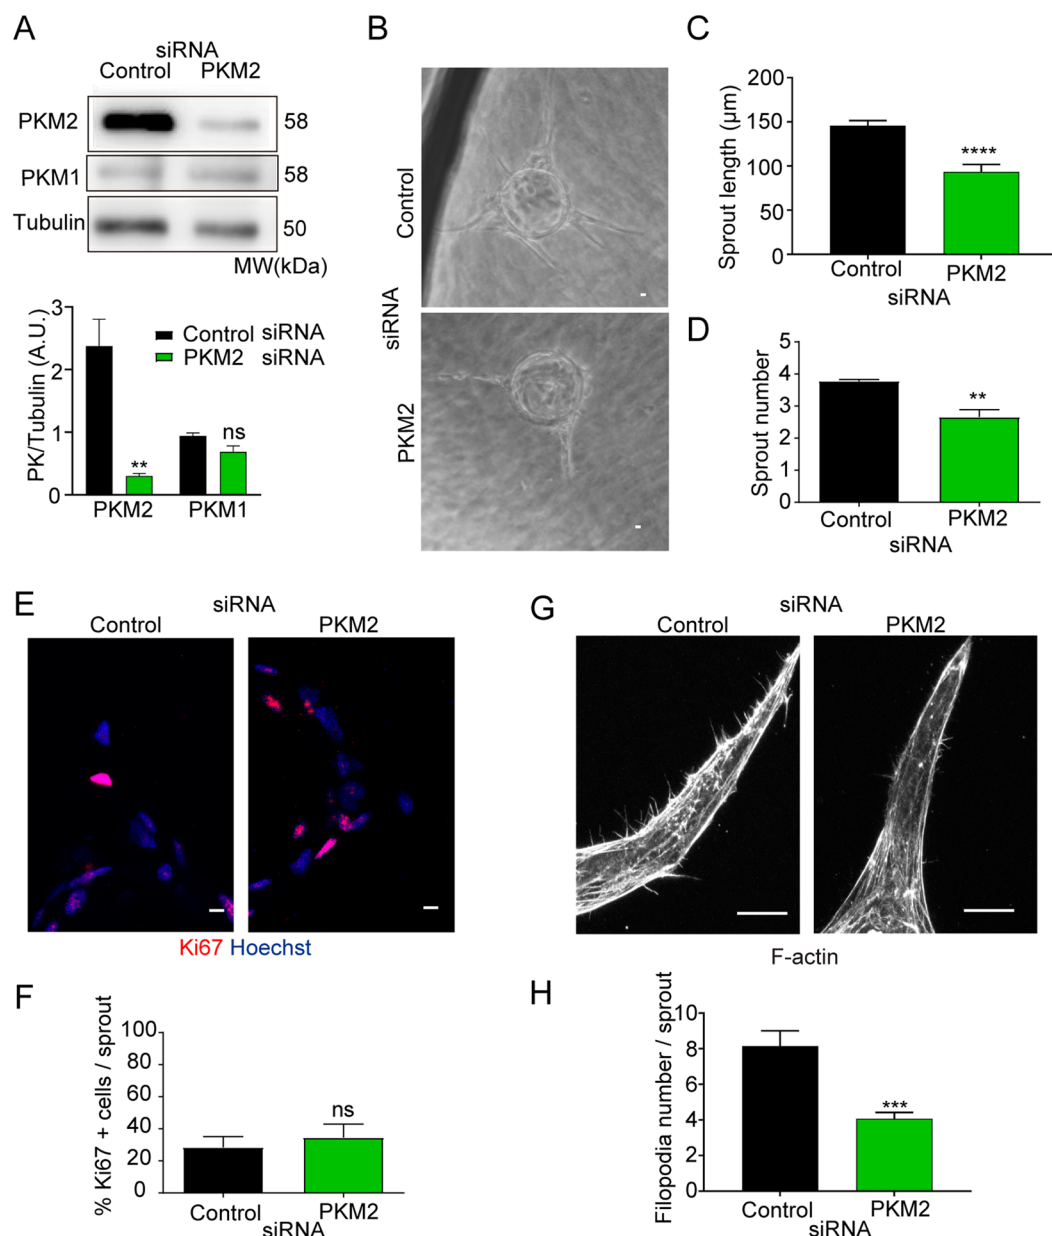 A
siRNA
Control PKM2
PKM2 58
PKM1 58
Tubulin 50
MW(kDa)
PK/Tubulin (A.U.)
3
2
1
0
Control siRNA
PKM2 siRNA
**
ns
PKM2 PKM1
B
siRNA
Control
PKM2
C
Sprout length (µm)
200
150
100
50
0
****
Control PKM2
siRNA
D
Sprout number
5
4
3
2
1
0
**
Control PKM2
siRNA
E
siRNA
Control PKM2
Ki67 Hoechst
F
% Ki67 + cells / sprout
100
80
60
40
20
0
ns
Control PKM2
siRNA
G
siRNA
Control PKM2
F-actin
H
Filopodia number / sprout
10
8
6
4
2
0
***
Control PKM2
siRNA